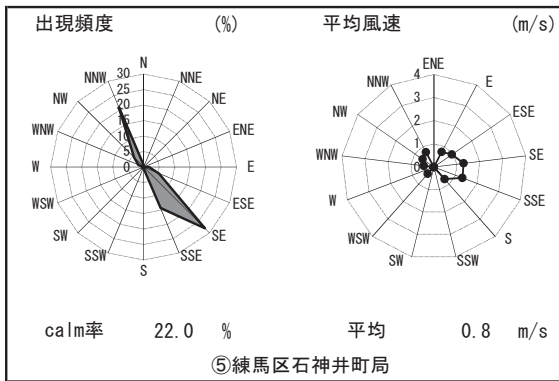 出現頻度 (%)
平均風速 (m/s)
N
NNE
NE
ENE
E
ESE
SE
SSE
S
SSW
SW
WSW
W
WNW
NW
NNW
30
25
20
15
10
5
0
ENE
E
ESE
SE
SSE
S
SSW
SW
WSW
W
WNW
NW
NNW
4
3
2
1
0
calm率 22.0 %
平均 0.8 m/s
⑤練馬区石神井町局